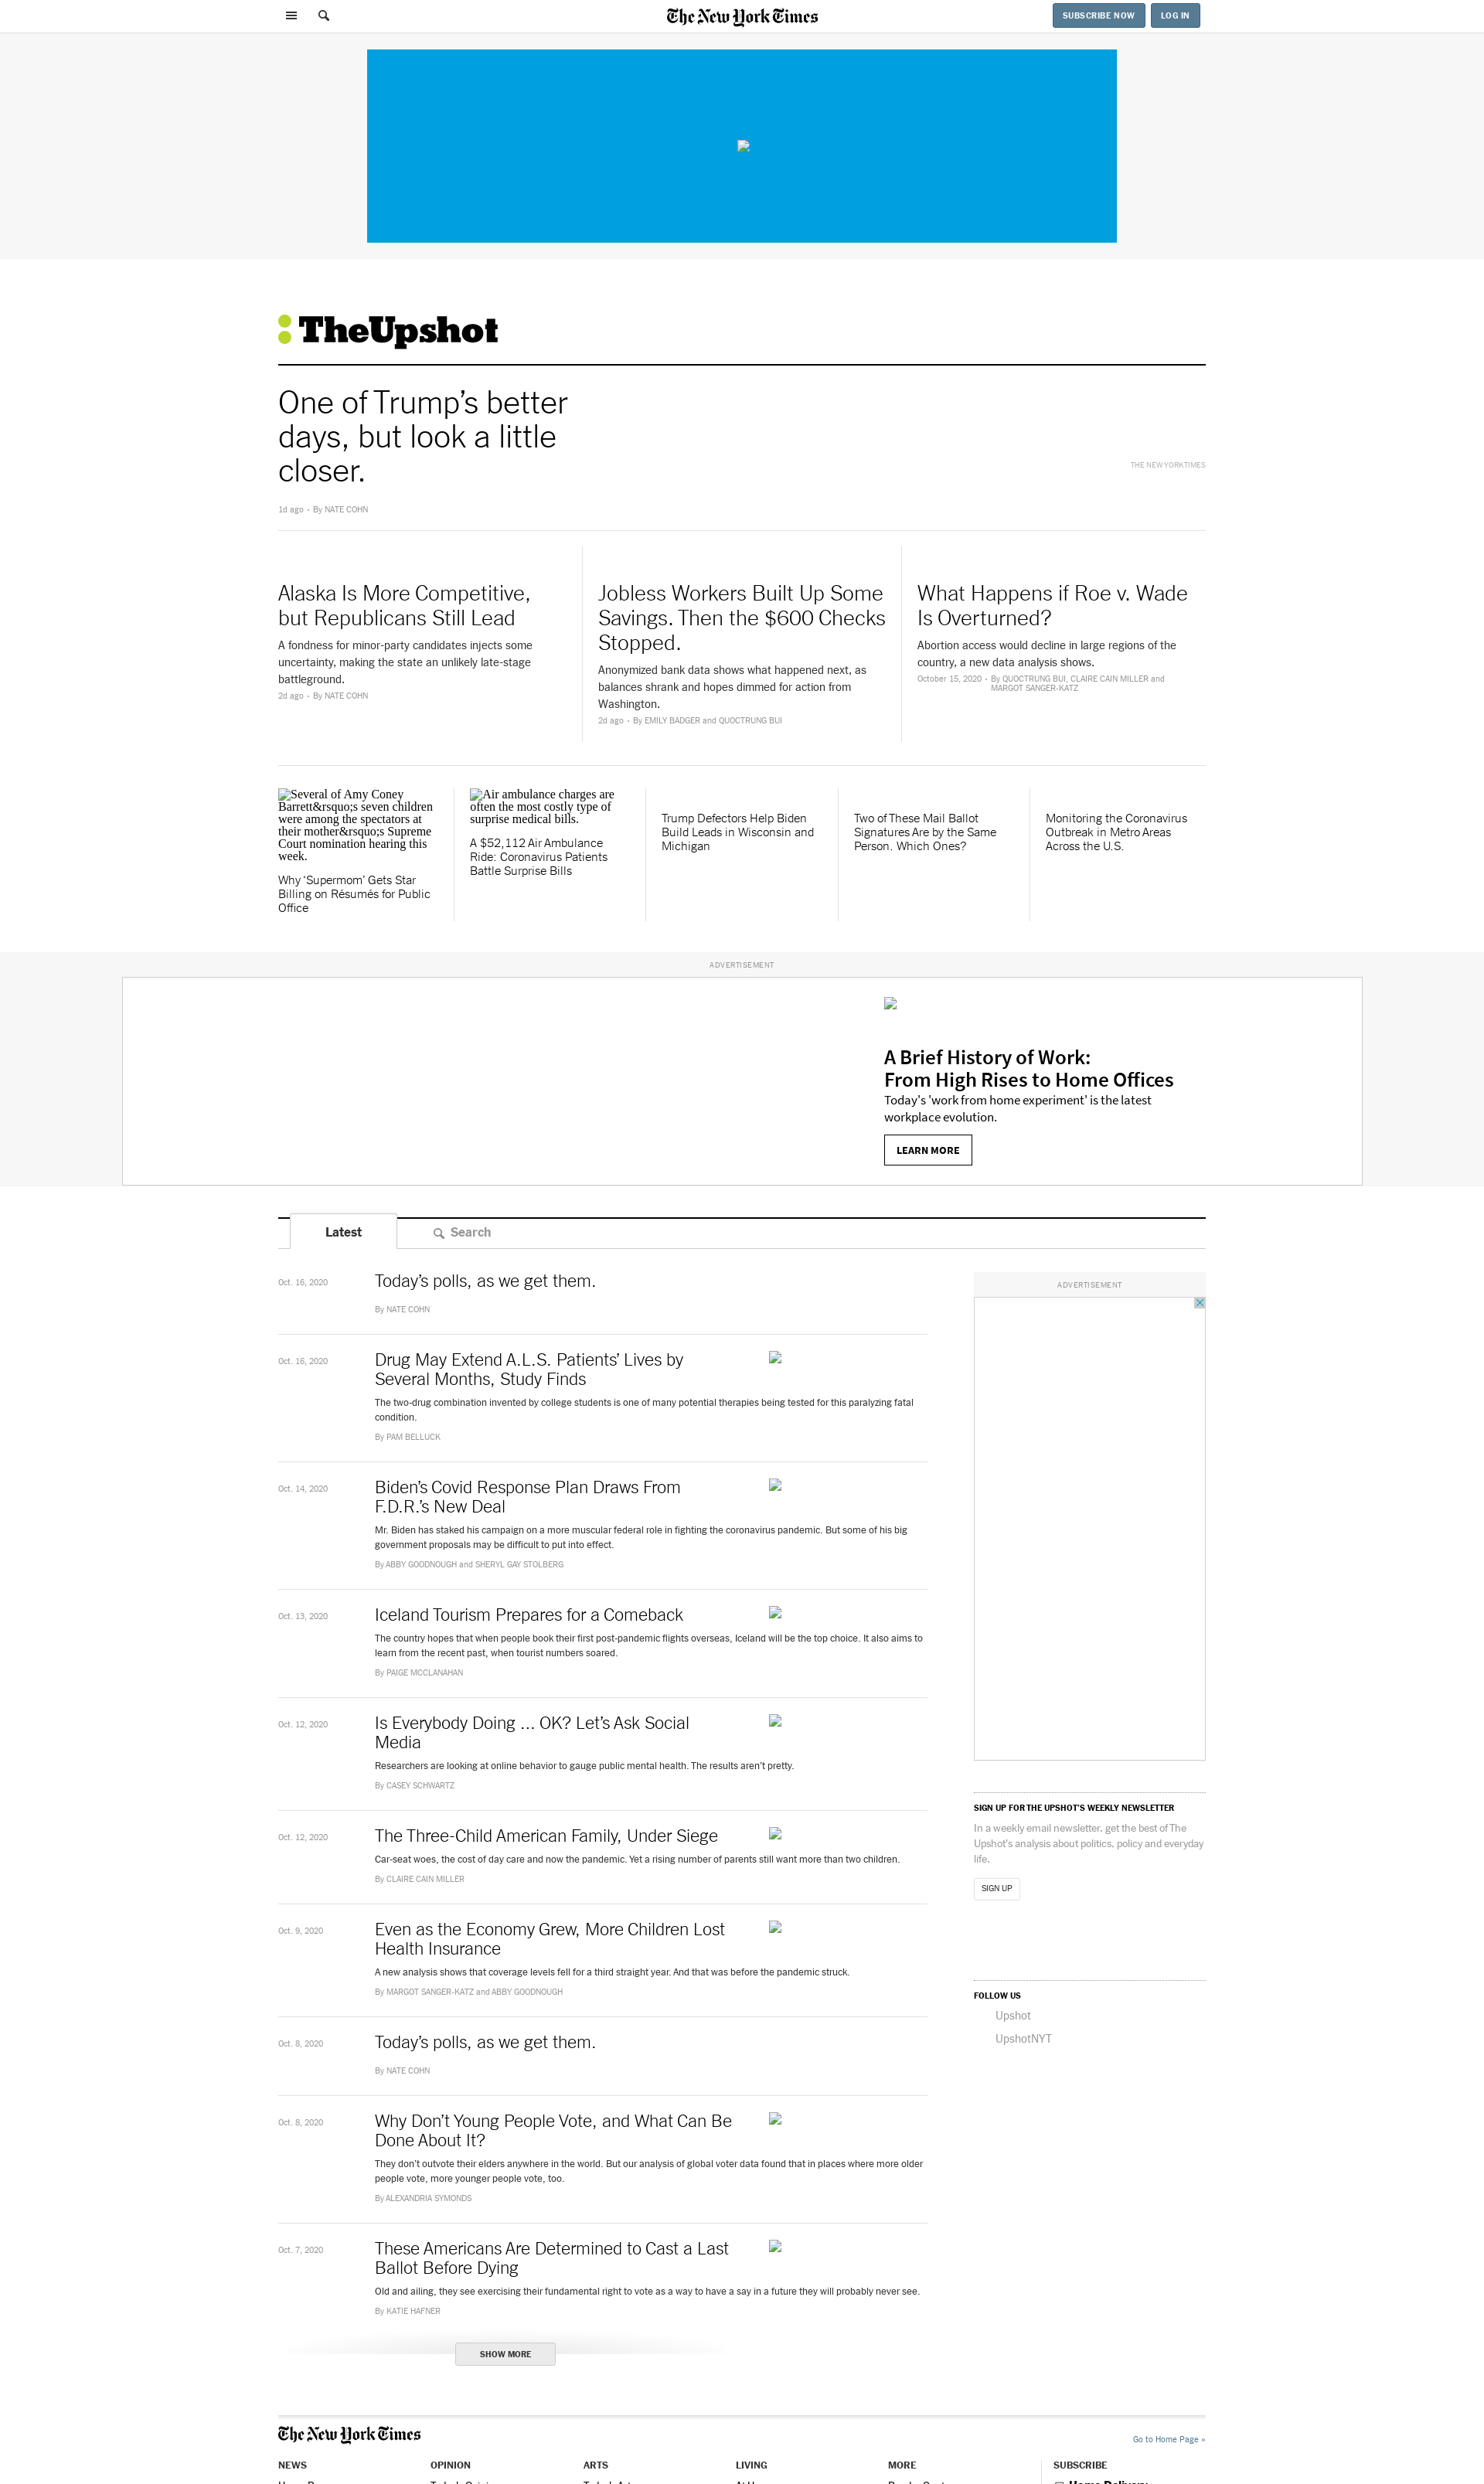 The New York Times
SUBSCRIBE NOW
LOG IN
TheUpshot
One of Trump’s better
days, but look a little
closer.
THE NEW YORK TIMES
1d ago • By NATE COHN
Alaska Is More Competitive,
but Republicans Still Lead
A fondness for minor-party candidates injects some
uncertainty, making the state an unlikely late-stage
battleground.
2d ago • By NATE COHN
Jobless Workers Built Up Some
Savings. Then the $600 Checks
Stopped.
Anonymized bank data shows what happened next, as
balances shrank and hopes dimmed for action from
Washington.
2d ago • By EMILY BADGER and QUOCTRUNG BUI
What Happens if Roe v. Wade
Is Overturned?
Abortion access would decline in large regions of the
country, a new data analysis shows.
October 15, 2020 • By QUOCTRUNG BUI, CLAIRE CAIN MILLER and
MARGOT SANGER-KATZ
Several of Amy Coney
Barrett&rsquo;s seven children
were among the spectators at
their mother&rsquo;s Supreme
Court nomination hearing this
week.
Why ‘Supermom’ Gets Star
Billing on Résumés for Public
Office
Air ambulance charges are
often the most costly type of
surprise medical bills.
A $52,112 Air Ambulance
Ride: Coronavirus Patients
Battle Surprise Bills
Trump Defectors Help Biden
Build Leads in Wisconsin and
Michigan
Two of These Mail Ballot
Signatures Are by the Same
Person. Which Ones?
Monitoring the Coronavirus
Outbreak in Metro Areas
Across the U.S.
ADVERTISEMENT
A Brief History of Work:
From High Rises to Home Offices
Today's 'work from home experiment' is the latest
workplace evolution.
LEARN MORE
Latest
Search
Oct. 16, 2020
Today’s polls, as we get them.
By NATE COHN
Oct. 16, 2020
Drug May Extend A.L.S. Patients’ Lives by
Several Months, Study Finds
The two-drug combination invented by college students is one of many potential therapies being tested for this paralyzing fatal
condition.
By PAM BELLUCK
Oct. 14, 2020
Biden’s Covid Response Plan Draws From
F.D.R.’s New Deal
Mr. Biden has staked his campaign on a more muscular federal role in fighting the coronavirus pandemic. But some of his big
government proposals may be difficult to put into effect.
By ABBY GOODNOUGH and SHERYL GAY STOLBERG
Oct. 13, 2020
Iceland Tourism Prepares for a Comeback
The country hopes that when people book their first post-pandemic flights overseas, Iceland will be the top choice. It also aims to
learn from the recent past, when tourist numbers soared.
By PAIGE MCCLANAHAN
Oct. 12, 2020
Is Everybody Doing ... OK? Let’s Ask Social
Media
Researchers are looking at online behavior to gauge public mental health. The results aren’t pretty.
By CASEY SCHWARTZ
Oct. 12, 2020
The Three-Child American Family, Under Siege
Car-seat woes, the cost of day care and now the pandemic. Yet a rising number of parents still want more than two children.
By CLAIRE CAIN MILLER
Oct. 9, 2020
Even as the Economy Grew, More Children Lost
Health Insurance
A new analysis shows that coverage levels fell for a third straight year. And that was before the pandemic struck.
By MARGOT SANGER-KATZ and ABBY GOODNOUGH
Oct. 8, 2020
Today’s polls, as we get them.
By NATE COHN
Oct. 8, 2020
Why Don’t Young People Vote, and What Can Be
Done About It?
They don’t outvote their elders anywhere in the world. But our analysis of global voter data found that in places where more older
people vote, more younger people vote, too.
By ALEXANDRIA SYMONDS
Oct. 7, 2020
These Americans Are Determined to Cast a Last
Ballot Before Dying
Old and ailing, they see exercising their fundamental right to vote as a way to have a say in a future they will probably never see.
By KATIE HAFNER
SHOW MORE
ADVERTISEMENT
SIGN UP FOR THE UPSHOT’S WEEKLY NEWSLETTER
In a weekly email newsletter, get the best of The
Upshot’s analysis about politics, policy and everyday
life.
SIGN UP
FOLLOW US
Upshot
UpshotNYT
The New York Times
Go to Home Page »
NEWS
OPINION
ARTS
LIVING
MORE
SUBSCRIBE